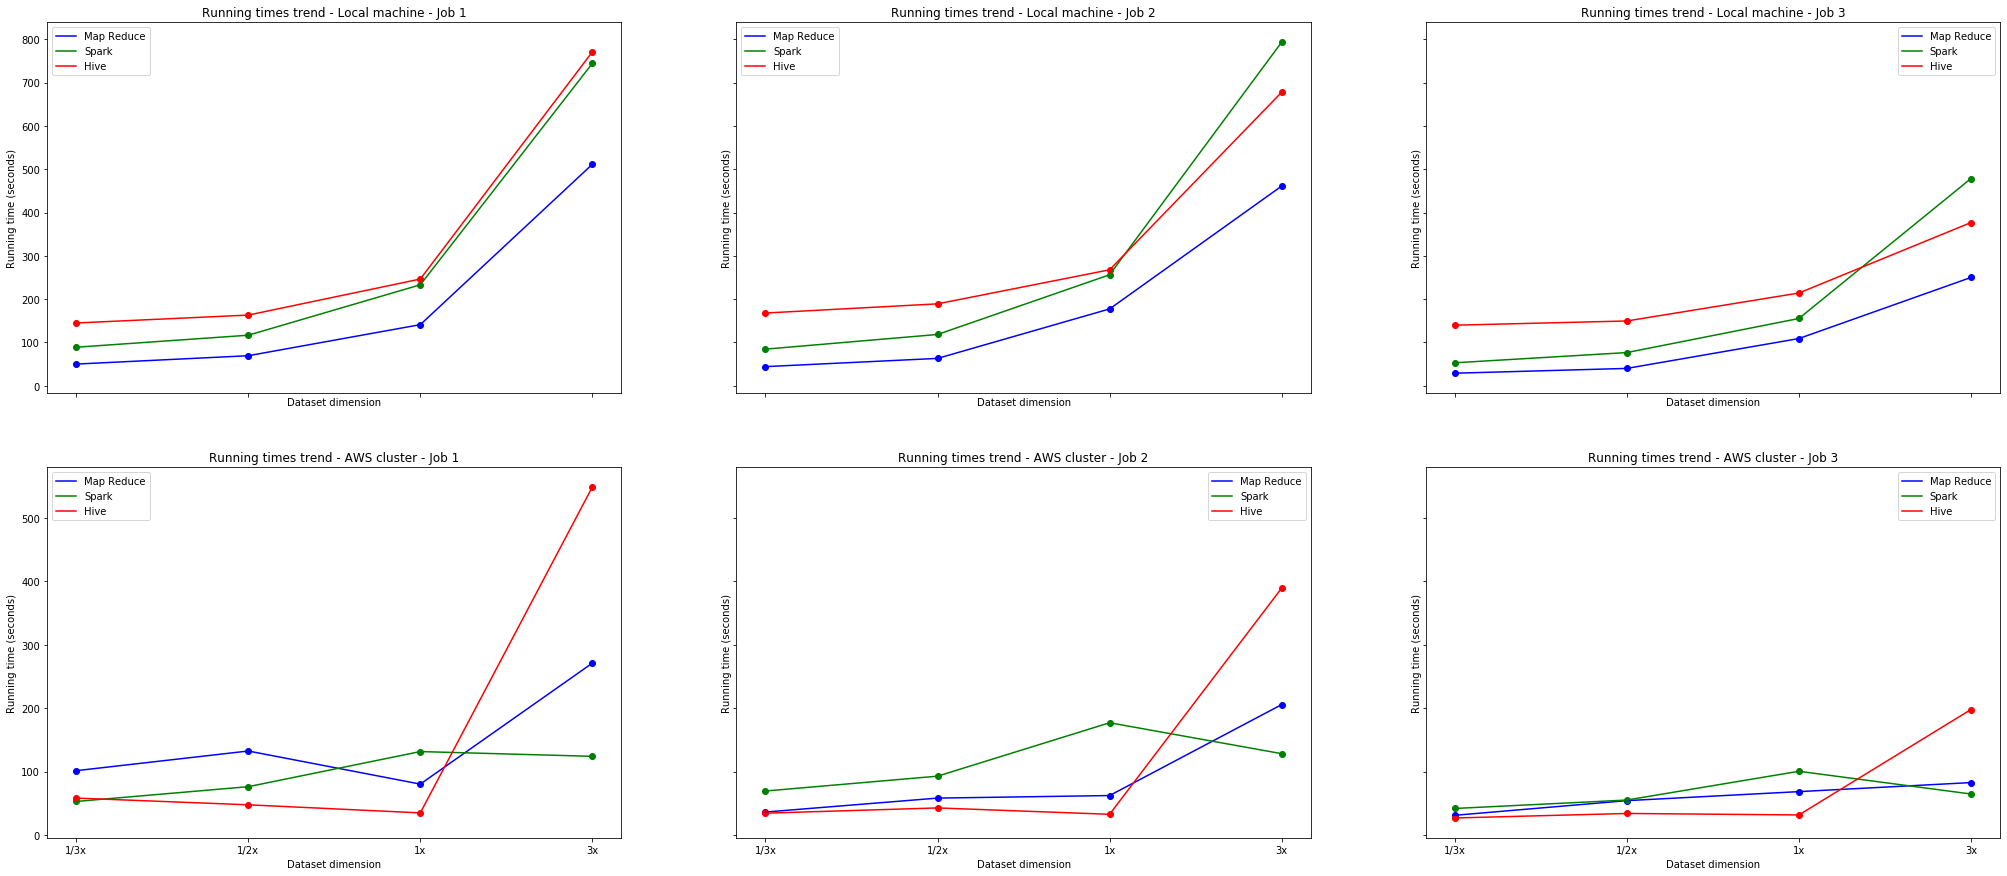 Running times trend - Local machine - Job 1
Running times trend - Local machine - Job 2
Running times trend - Local machine - Job 3
Map Reduce
Spark
Hive
800
700
600
500
400
300
200
100
0
Running time (seconds)
Dataset dimension
Map Reduce
Spark
Hive
Running time (seconds)
Dataset dimension
Map Reduce
Spark
Hive
Running time (seconds)
Dataset dimension
Running times trend - AWS cluster - Job 1
Running times trend - AWS cluster - Job 2
Running times trend - AWS cluster - Job 3
Map Reduce
Spark
Hive
500
400
300
200
100
0
Running time (seconds)
1/3x 1/2x 1x 3x
Dataset dimension
Map Reduce
Spark
Hive
Running time (seconds)
1/3x 1/2x 1x 3x
Dataset dimension
Map Reduce
Spark
Hive
Running time (seconds)
1/3x 1/2x 1x 3x
Dataset dimension